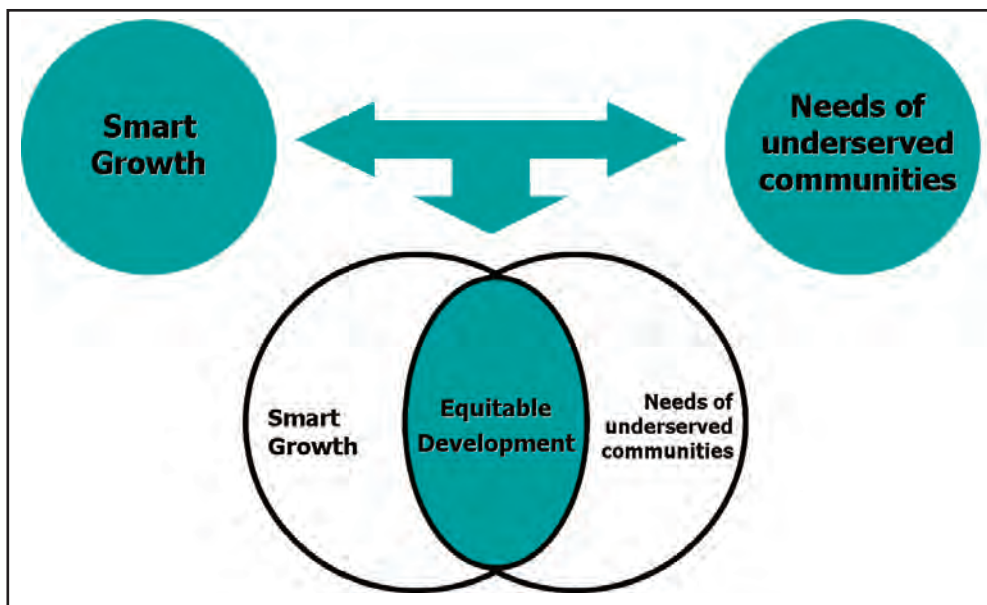 Smart
Growth
Needs of
underserved
communities
Smart
Growth
Equitable
Development
Needs of
underserved
communities